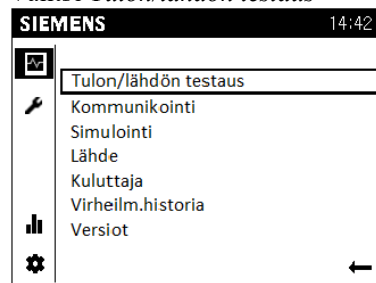 SIEMENS 14:42
Tulon/lähdön testaus
Kommunikointi
Simulointi
Lähde
Kuluttaja
Virheilm.historia
Versiot